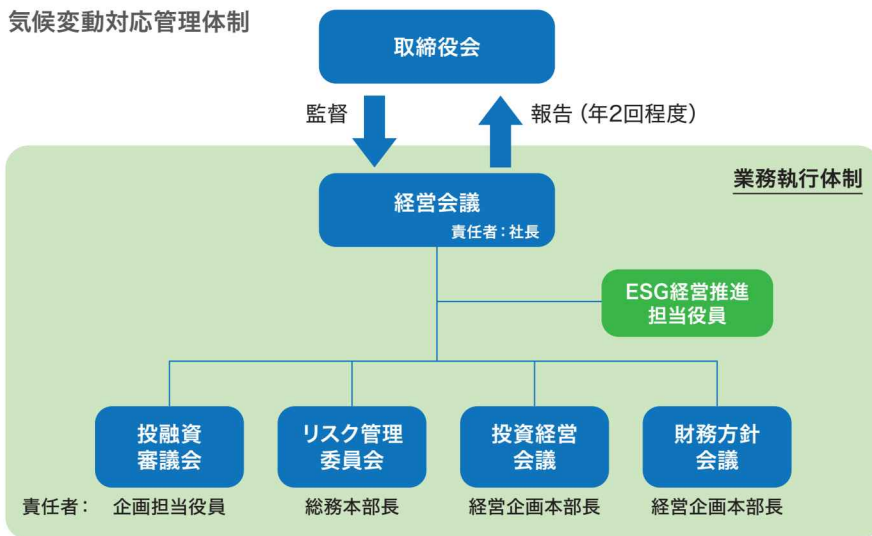 気候変動対応管理体制
取締役会
監督
報告（年2回程度）
業務執行体制
経営会議
責任者：社長
ESG経営推進
担当役員
投融資
審議会
リスク管理
委員会
投資経営
会議
財務方針
会議
責任者： 企画担当役員 総務本部長 経営企画本部長 経営企画本部長